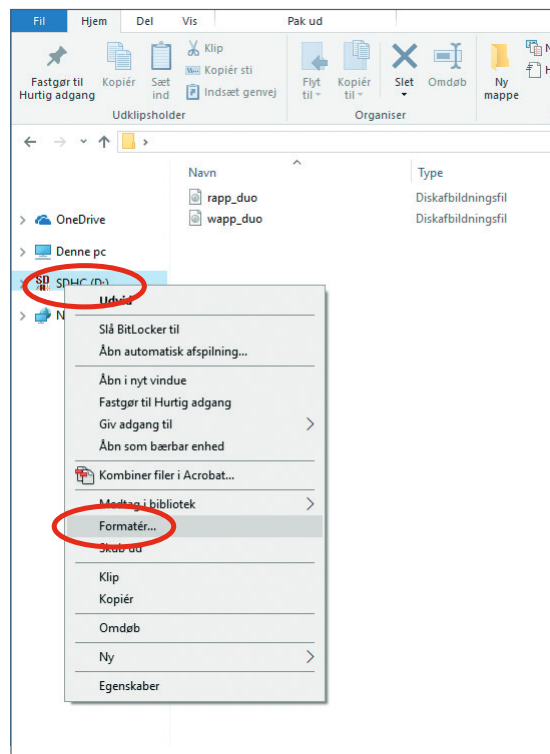 Fil Hjem Del Vis Pak ud
Fastgør til Hurtig adgang
Kopiér
Sæt ind
Klip
Kopiér sti
Indsæt genvej
Flyt til
Kopiér til
Slet
Omdøb
Ny mappe
Udklipsholder
Organiser
Navn
Type
rapp_duo
Diskafbildningsfil
wapp_duo
Diskafbildningsfil
OneDrive
Denne pc
SDHC (D:)
N
Udvid
Slå BitLocker til
Åbn automatisk afspilning...
Åbn i nyt vindue
Fastgør til Hurtig adgang
Giv adgang til
Åbn som bærbar enhed
Kombiner filer i Acrobat...
Medtag i bibliotek
Formatér...
Skub ud
Klip
Kopiér
Omdøb
Ny
Egenskaber